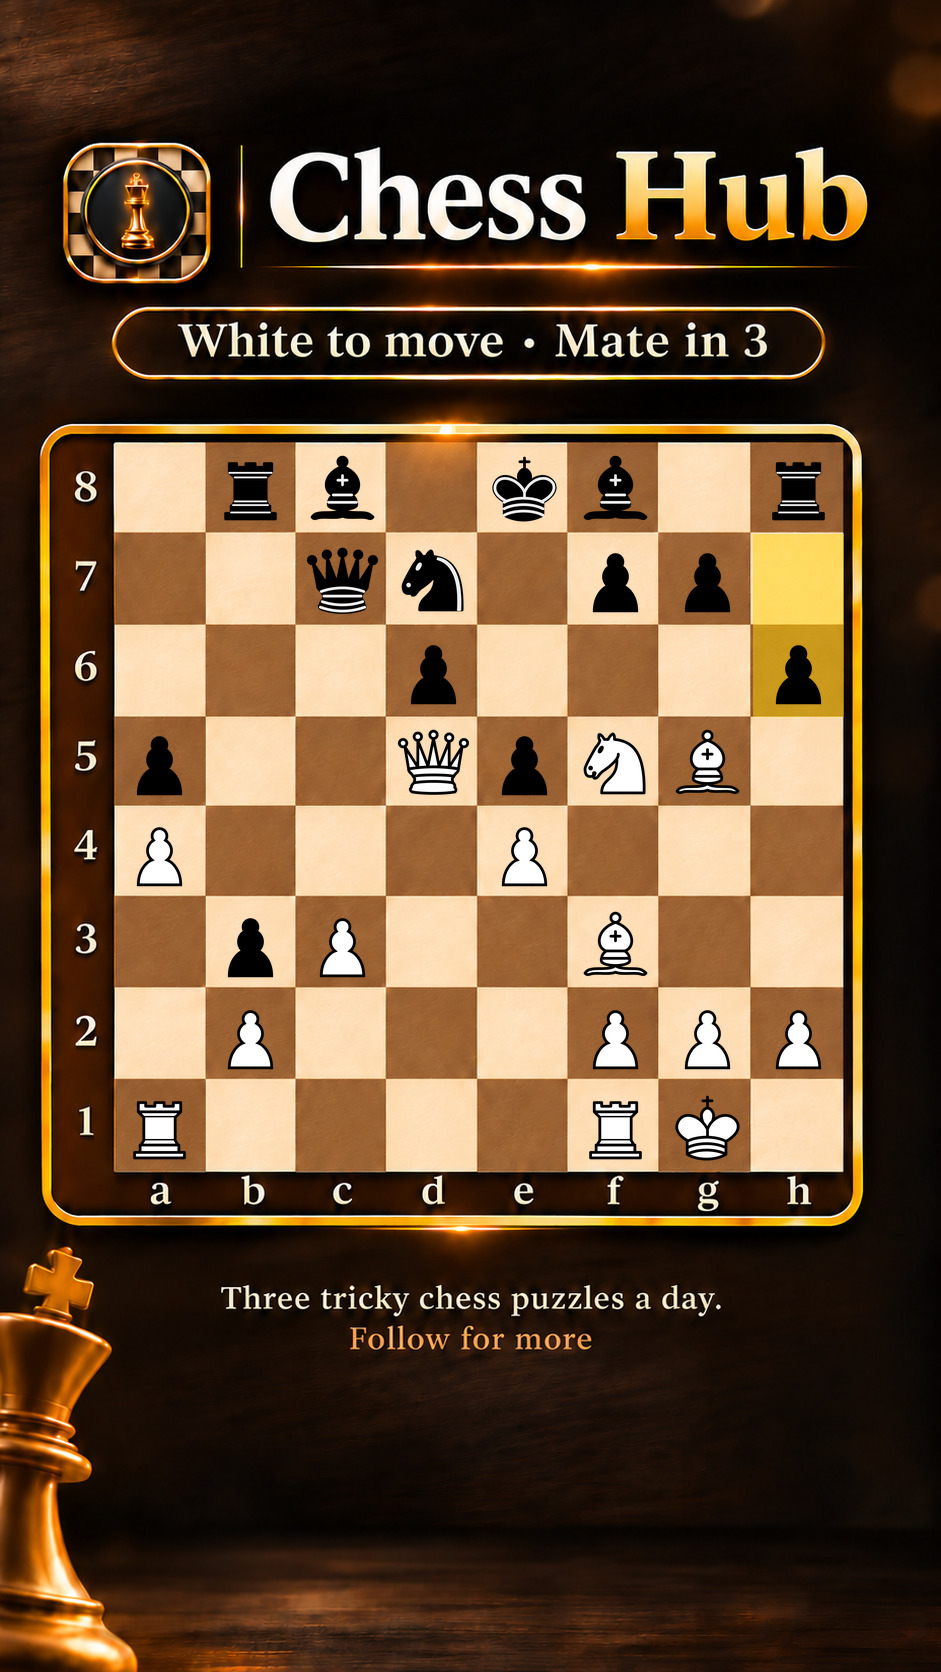 Chess Hub
White to move • Mate in 3
8
7
6
5
4
3
2
1
a b c d e f g h
Three tricky chess puzzles a day.
Follow for more